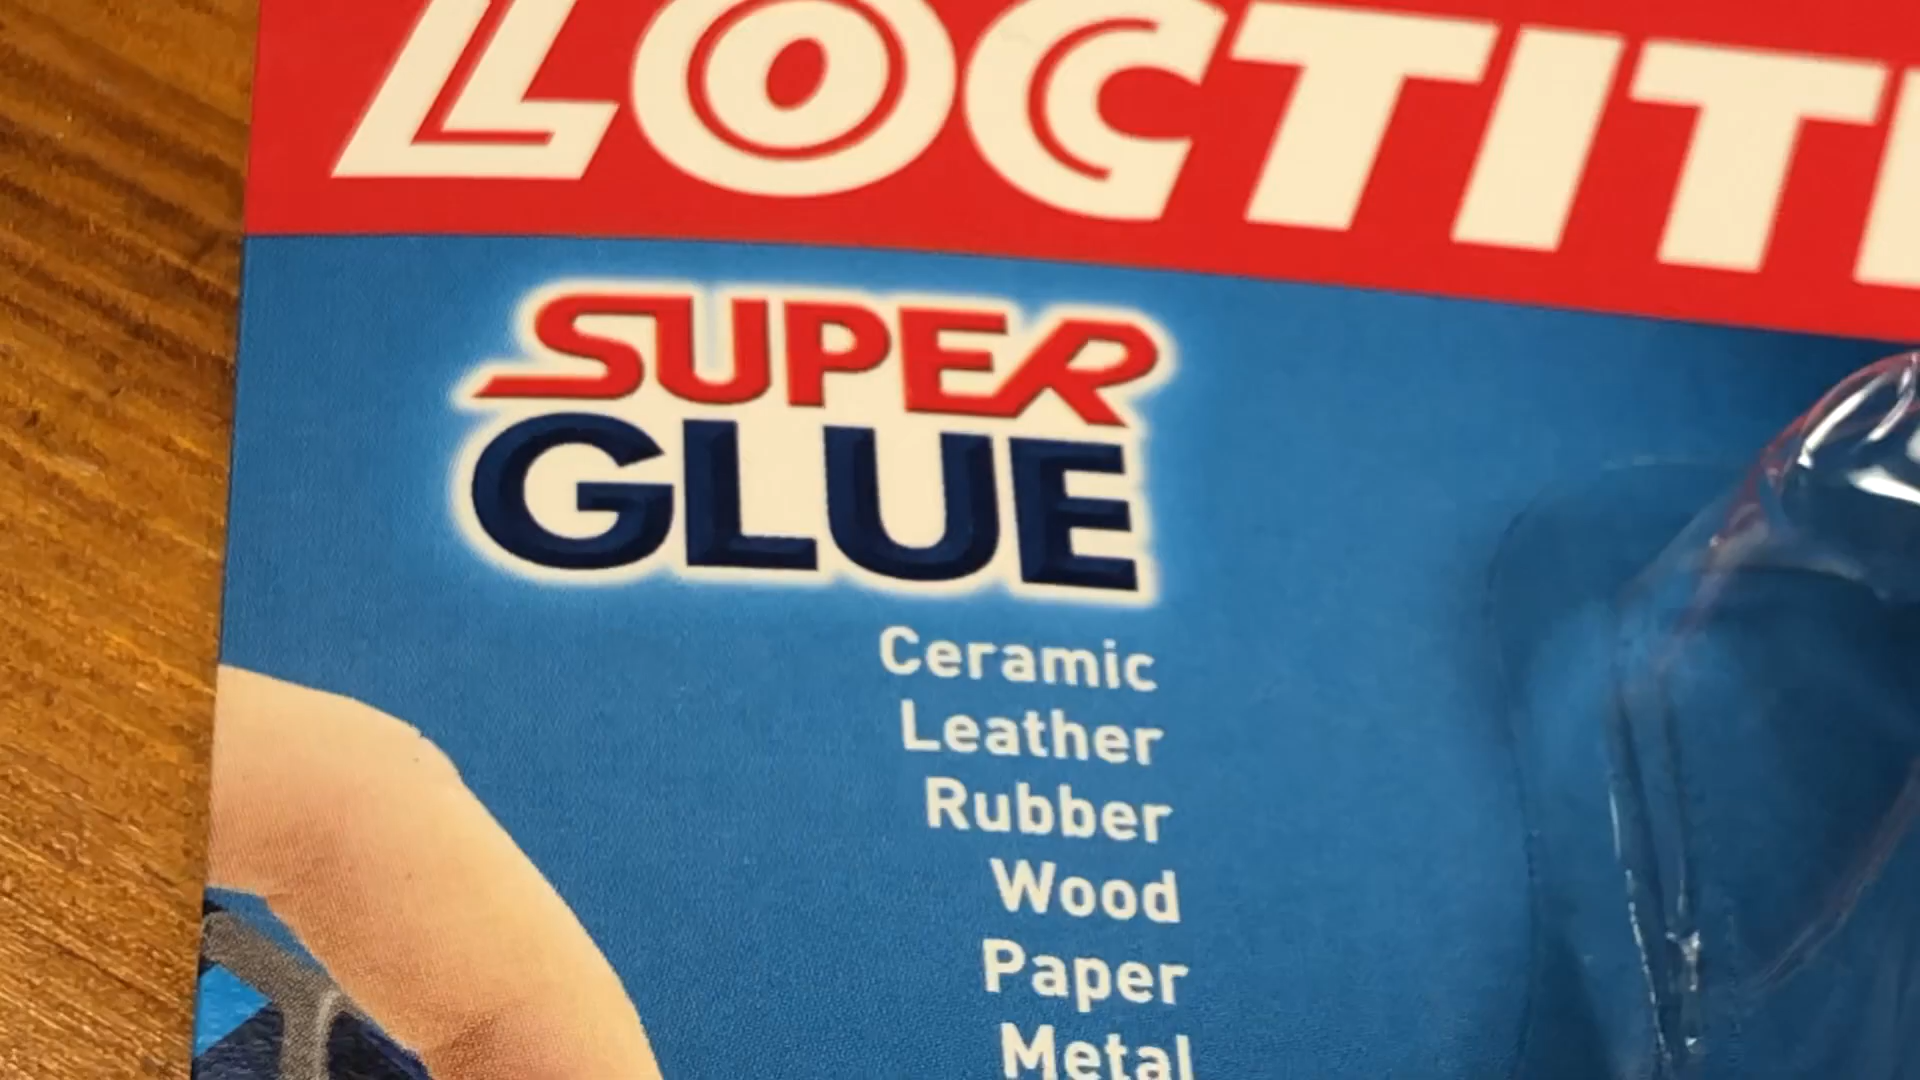 LOCTIT
SUPER
GLUE
Ceramic
Leather
Rubber
Wood
Paper
Metal